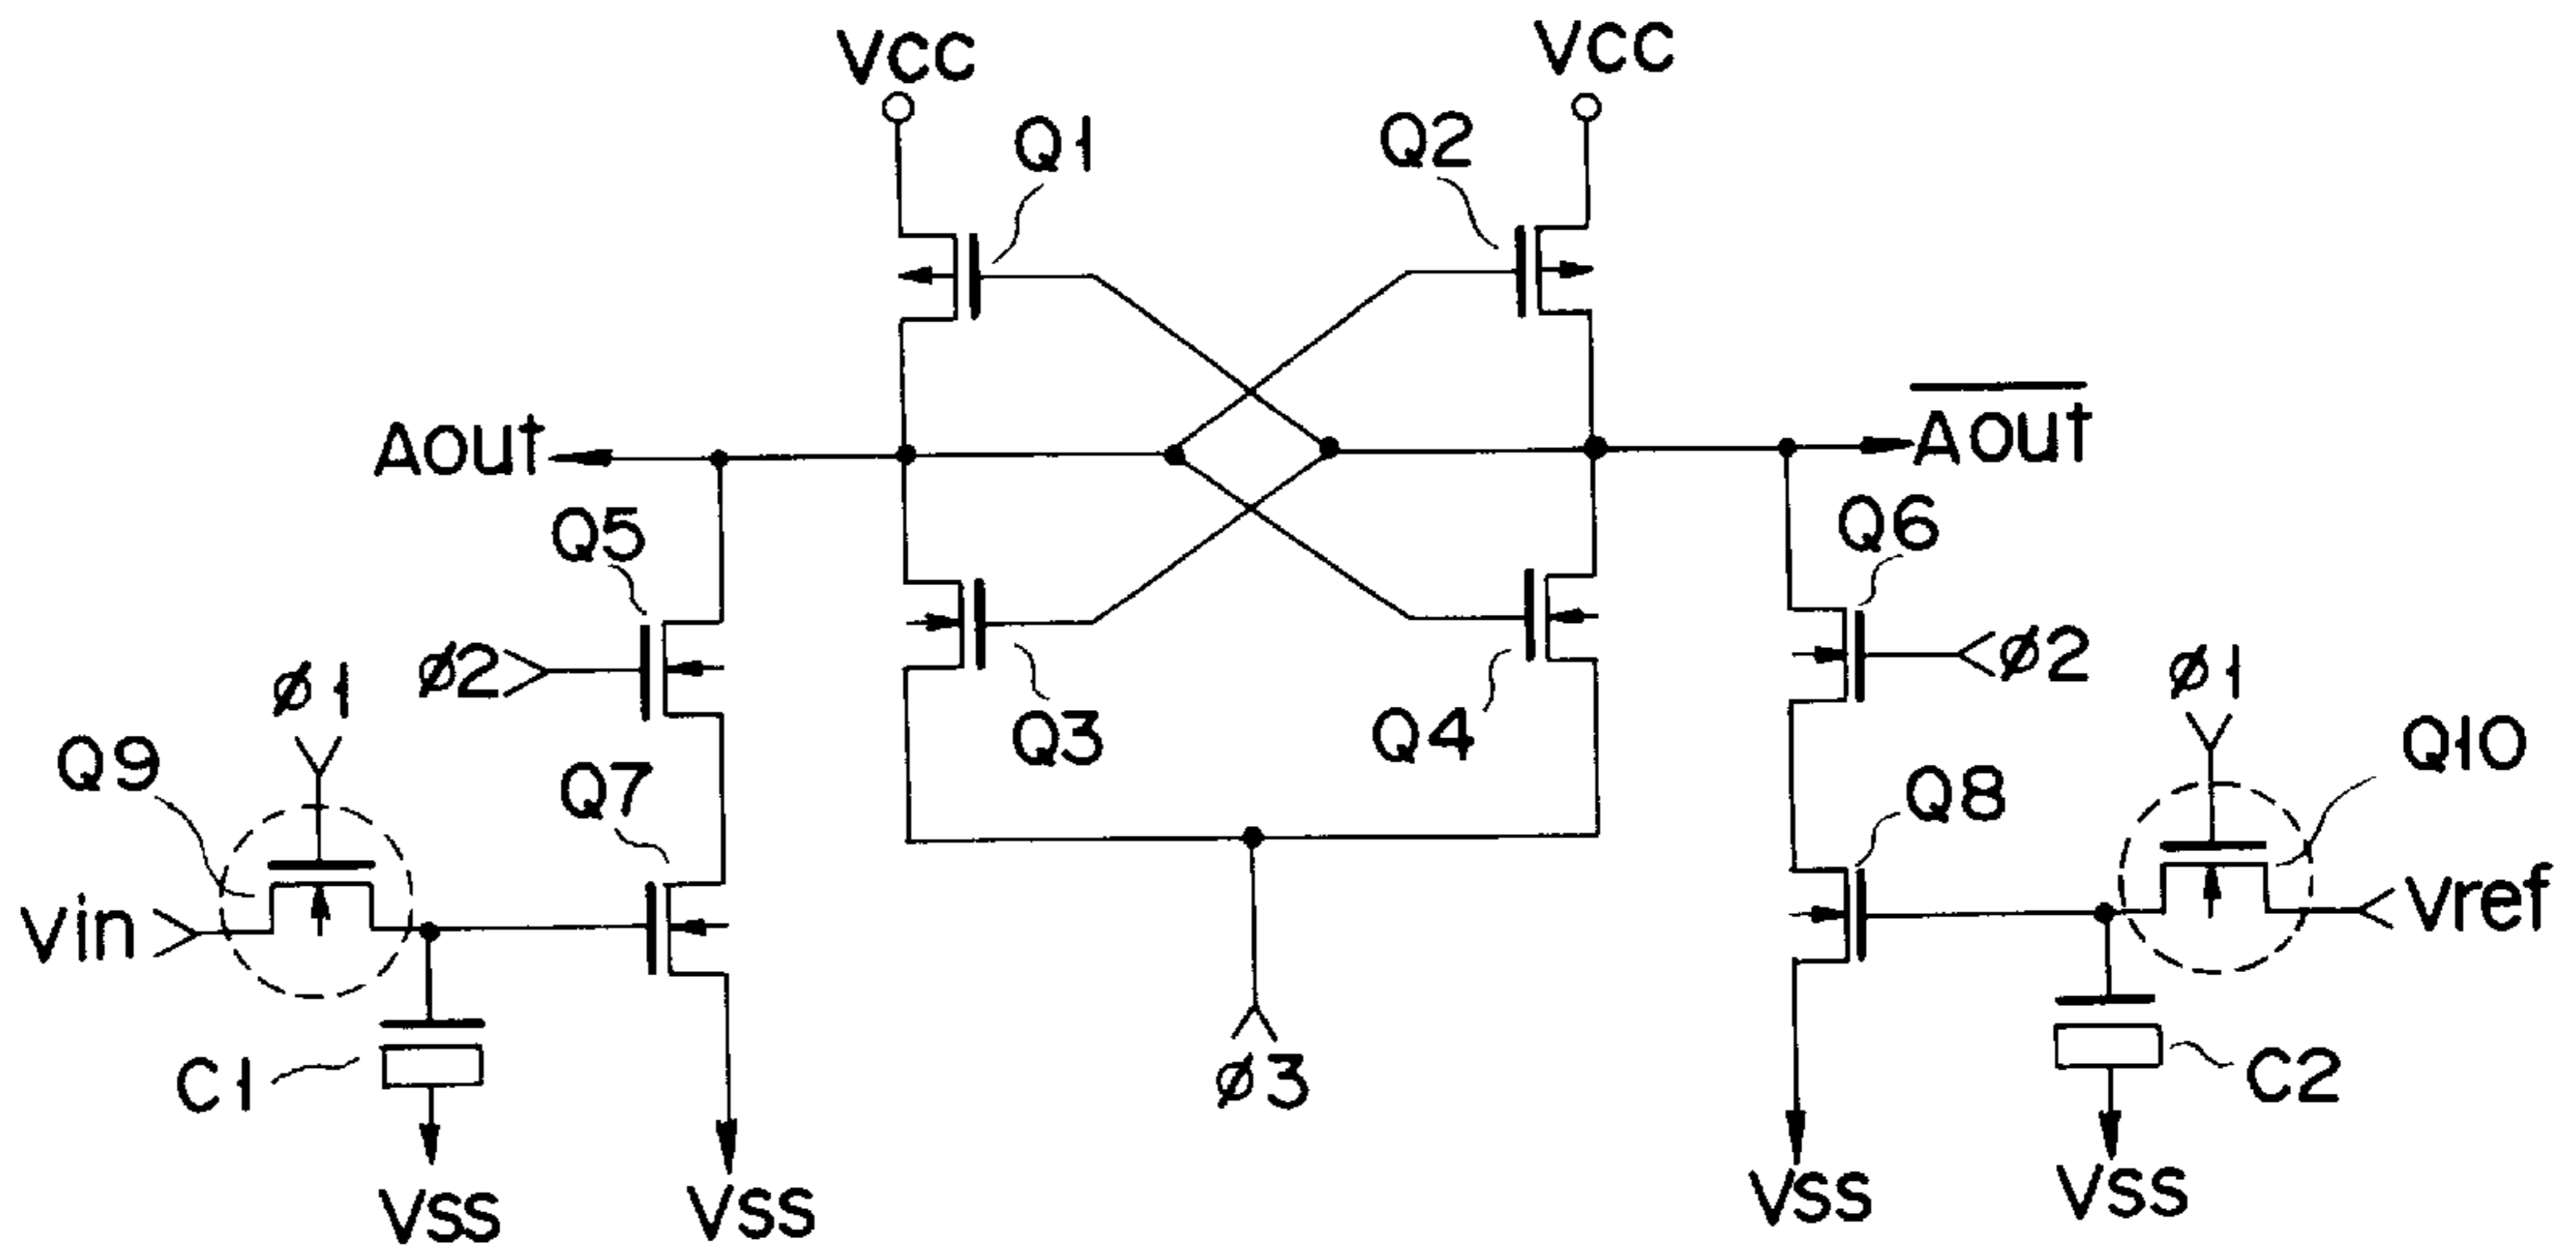 VCC
VCC
Q1
Q2
Aout
A̅o̅u̅t̅
Q5
Q6
ø2
ø2
ø1
ø1
Q3
Q4
Q9
Q10
Q7
Q8
Vin
Vref
C1
ø3
C2
VSS
VSS
VSS
VSS